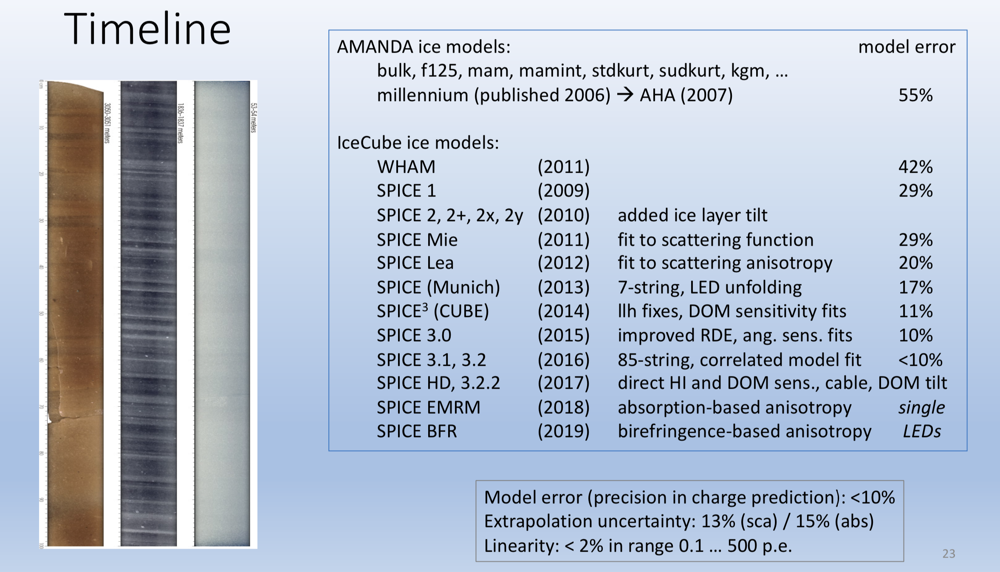 Timeline
0 cm
10
20
30
40
50
60
70
80
90
100
3050-3051 meters
1836-1837 meters
53-54 meters
AMANDA ice models: model error
bulk, f125, mam, mamint, stdkurt, sudkurt, kgm, ...
millennium (published 2006) → AHA (2007) 55%
IceCube ice models:
WHAM (2011) 42%
SPICE 1 (2009) 29%
SPICE 2, 2+, 2x, 2y (2010) added ice layer tilt
SPICE Mie (2011) fit to scattering function 29%
SPICE Lea (2012) fit to scattering anisotropy 20%
SPICE (Munich) (2013) 7-string, LED unfolding 17%
SPICE³ (CUBE) (2014) llh fixes, DOM sensitivity fits 11%
SPICE 3.0 (2015) improved RDE, ang. sens. fits 10%
SPICE 3.1, 3.2 (2016) 85-string, correlated model fit <10%
SPICE HD, 3.2.2 (2017) direct HI and DOM sens., cable, DOM tilt
SPICE EMRM (2018) absorption-based anisotropy single
SPICE BFR (2019) birefringence-based anisotropy LEDs
Model error (precision in charge prediction): <10%
Extrapolation uncertainty: 13% (sca) / 15% (abs)
Linearity: < 2% in range 0.1 ... 500 p.e.
23